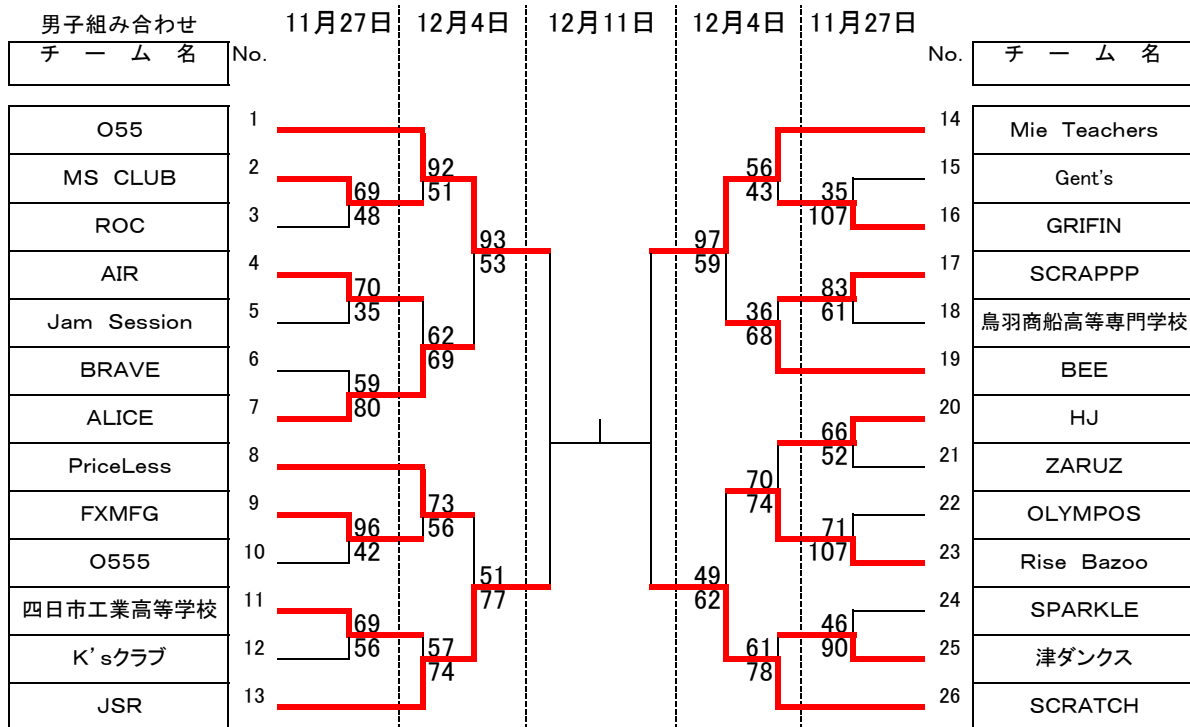 男子組み合わせ 11月27日 12月4日 12月11日 12月4日 11月27日
チ ー ム 名 No. No. チ ー ム 名
O55 1 14 Mie Teachers
92 56
MS CLUB 2 51 43 15 Gent's
69 35
ROC 3 48 107 16 GRIFIN
93 97
AIR 4 53 59 17 SCRAPPP
70 83
Jam Session 5 35 61 18 鳥羽商船高等専門学校
62 36
BRAVE 6 69 68 19 BEE
59
ALICE 7 80 20 HJ
66
PriceLess 8 52 21 ZARUZ
73 70
FXMFG 9 56 74 22 OLYMPOS
96 71
O555 10 42 107 23 Rise Bazoo
51 49
四日市工業高等学校 11 77 62 24 SPARKLE
69 46
K'sクラブ 12 56 90 25 津ダンクス
57 61
JSR 13 74 78 26 SCRATCH